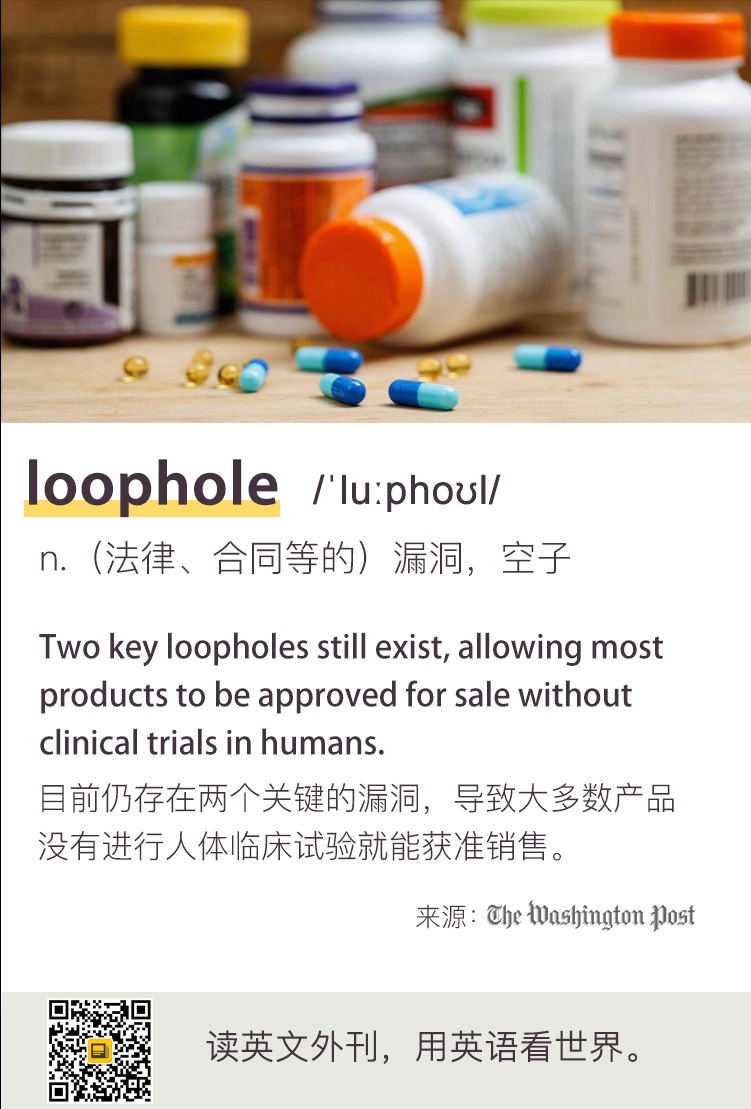 loophole /ˈluːphoʊl/
n.（法律、合同等的）漏洞，空子
Two key loopholes still exist, allowing most
products to be approved for sale without
clinical trials in humans.
目前仍存在两个关键的漏洞，导致大多数产品
没有进行人体临床试验就能获准销售。
来源：The Washington Post
读英文外刊，用英语看世界。